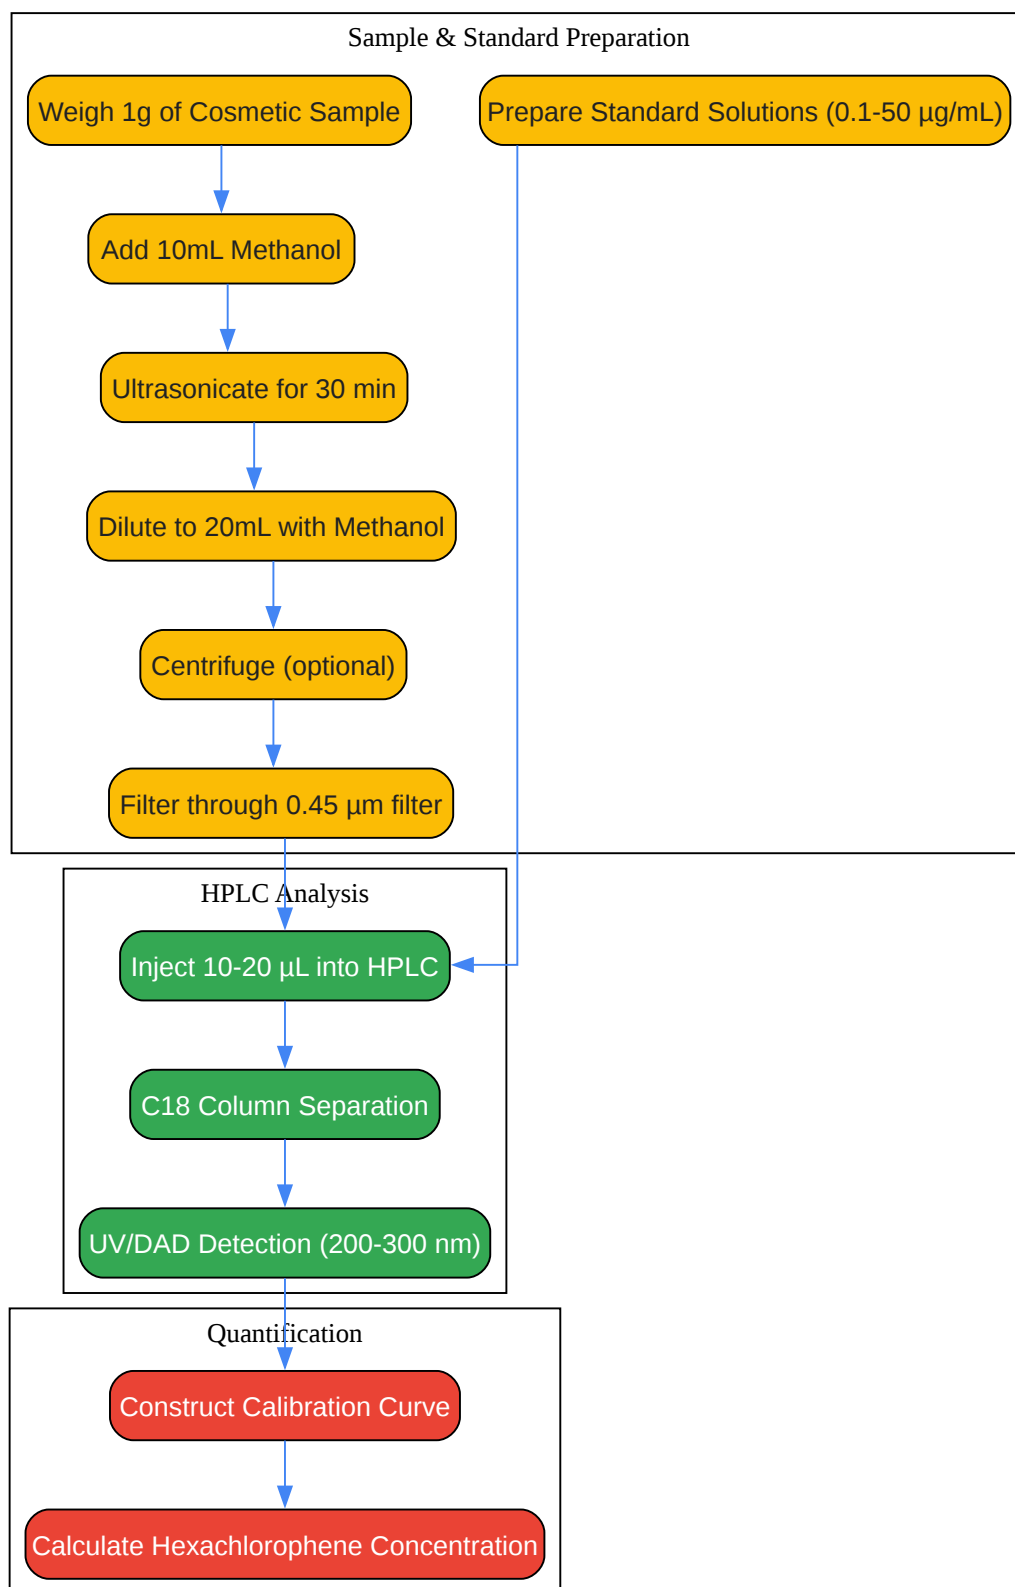 Sample & Standard Preparation
Weigh 1g of Cosmetic Sample
Prepare Standard Solutions (0.1-50 µg/mL)
Add 10mL Methanol
Ultrasonicate for 30 min
Dilute to 20mL with Methanol
Centrifuge (optional)
Filter through 0.45 µm filter
HPLC Analysis
Inject 10-20 µL into HPLC
C18 Column Separation
UV/DAD Detection (200-300 nm)
Quantification
Construct Calibration Curve
Calculate Hexachlorophene Concentration